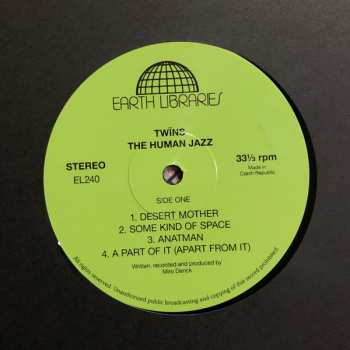 EARTH LIBRARIES
TWÏNS
THE HUMAN JAZZ
STEREO
EL240
33⅓ rpm
Made in
Czech Republic
SIDE ONE
1. DESERT MOTHER
2. SOME KIND OF SPACE
3. ANATMAN
4. A PART OF IT (APART FROM IT)
Written, recorded and produced by
Miro Denck
All rights reserved. Unauthorised public broadcasting and copying of this record prohibited.